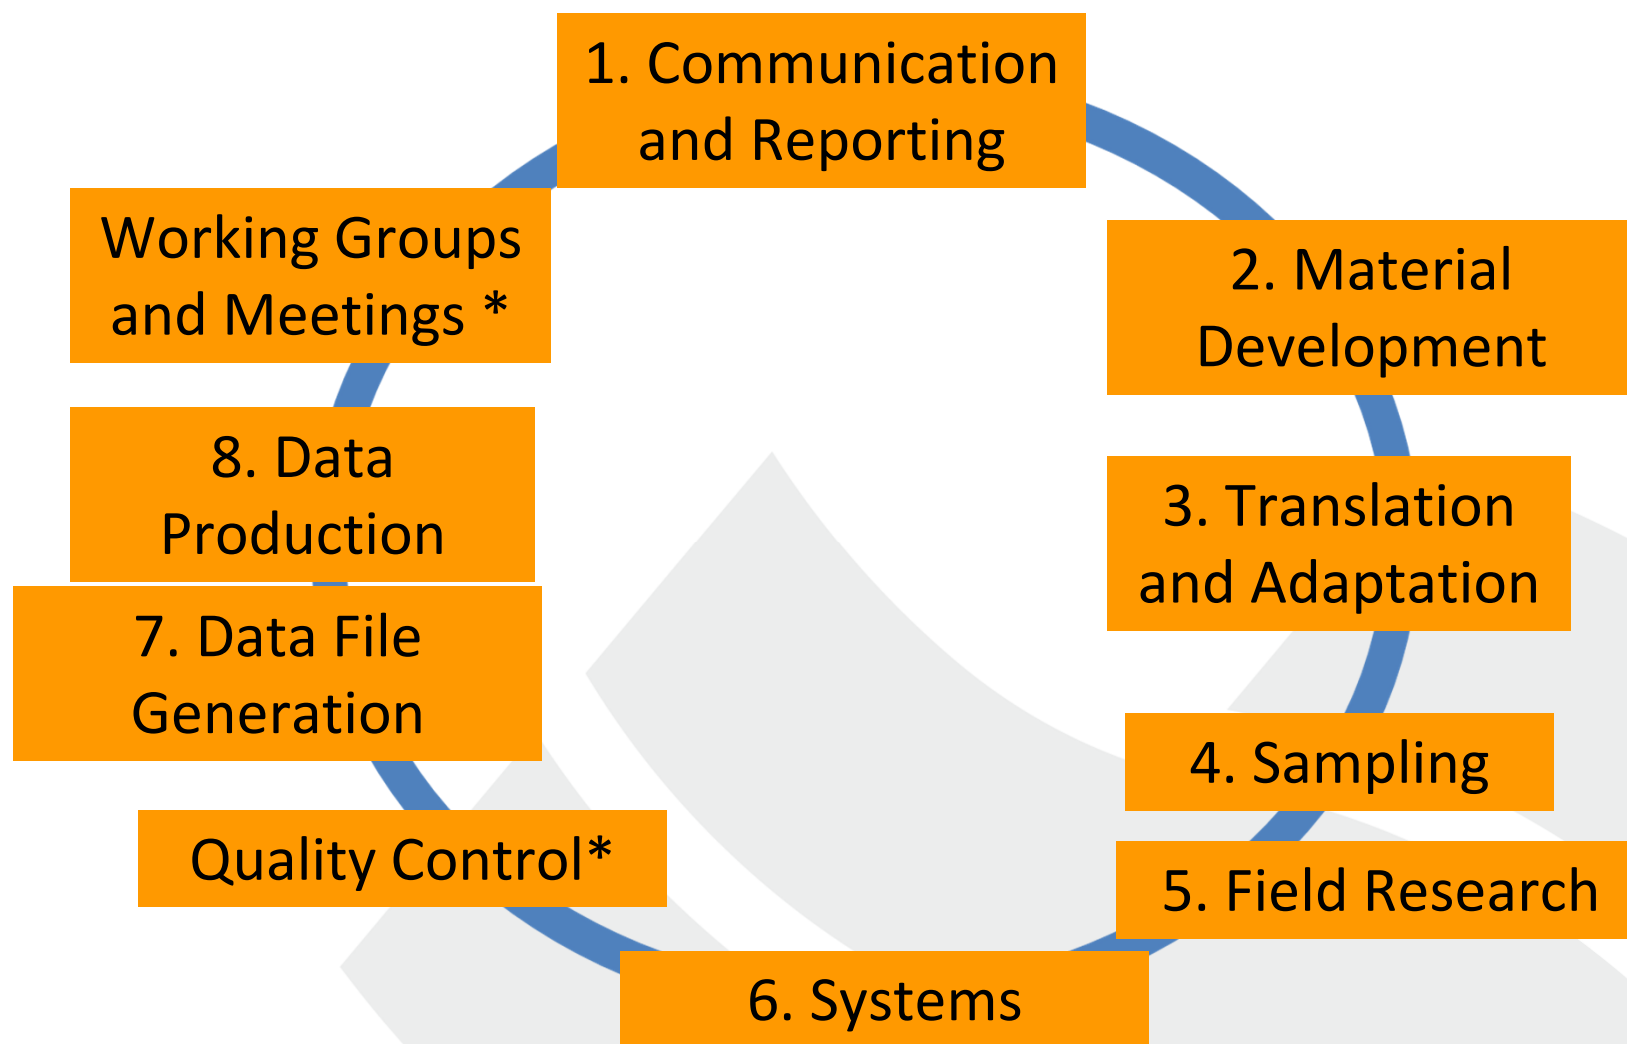 1. Communication
and Reporting
2. Material
Development
3. Translation
and Adaptation
4. Sampling
5. Field Research
6. Systems
Quality Control*
7. Data File
Generation
8. Data
Production
Working Groups
and Meetings *